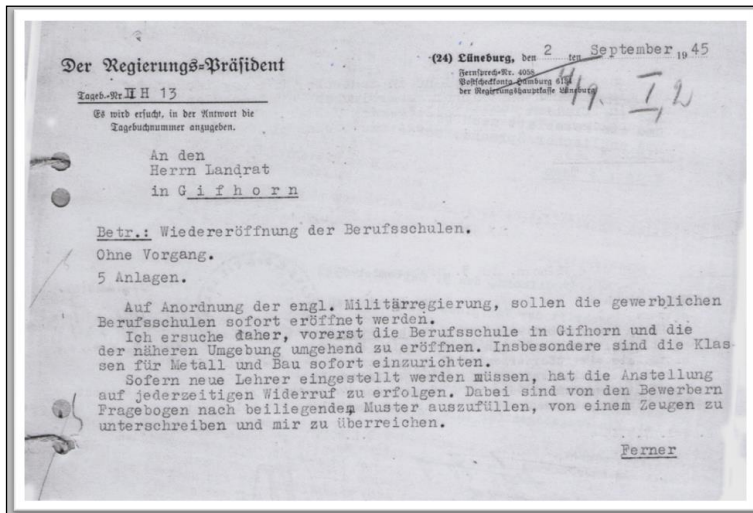 Der Regierungs=Präsident
(24) Lüneburg, den 2 ten September 1945
Fernsprech-Nr. 4055
Postscheckkonto Hamburg
der Regierungshauptkasse Lüneburg
4/9. I, 2
Tageb.-Nr. II H 13
Es wird ersucht, in der Antwort die
Tagebuchnummer anzugeben.
An den
Herrn Landrat
in Gifhorn
Betr.: Wiedereröffnung der Berufsschulen.
Ohne Vorgang.
5 Anlagen.
Auf Anordnung der engl. Militärregierung, sollen die gewerblichen
Berufsschulen sofort eröffnet werden.
Ich ersuche daher, vorerst die Berufsschule in Gifhorn und die
der näheren Umgebung umgehend zu eröffnen. Insbesondere sind die Klas-
sen für Metall und Bau sofort einzurichten.
Sofern neue Lehrer eingestellt werden müssen, hat die Anstellung
auf jederzeitigen Widerruf zu erfolgen. Dabei sind von den Bewerbern
Fragebogen nach beiliegendem Muster auszufüllen, von einem Zeugen zu
unterschreiben und mir zu überreichen.
Ferner